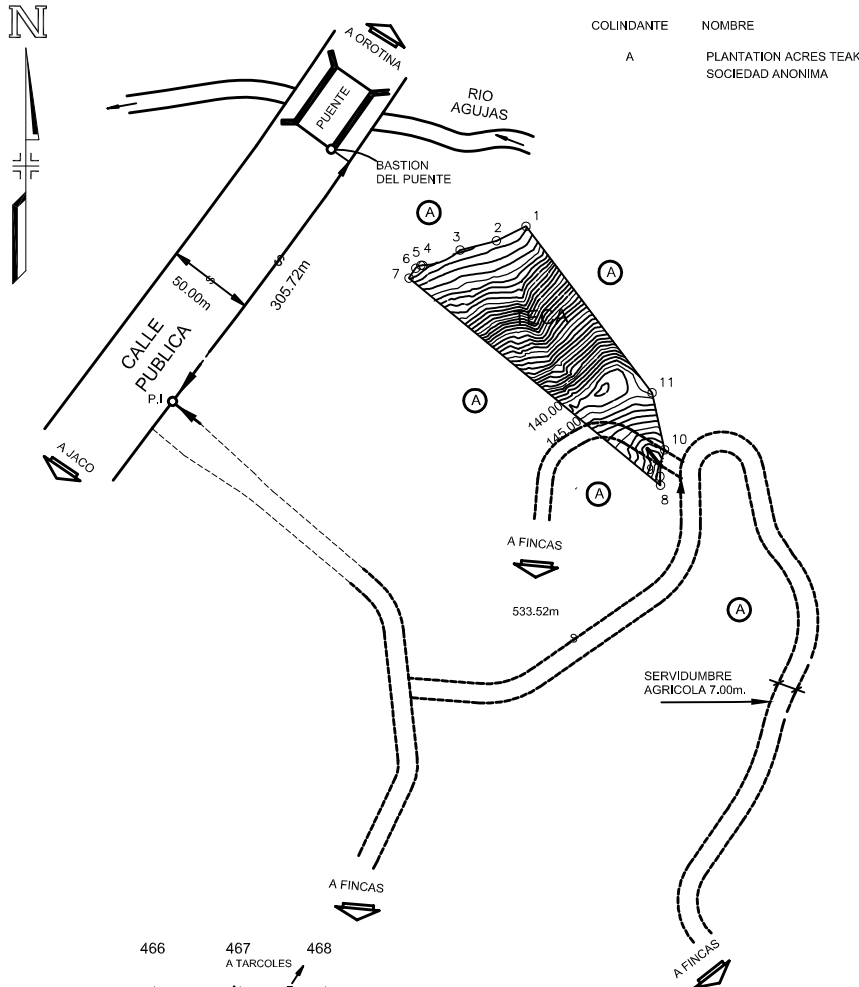 N
COLINDANTE NOMBRE
A PLANTATION ACRES TEAK
SOCIEDAD ANONIMA
A OROTINA
PUENTE
RIO
AGUJAS
BASTION
DEL PUENTE
A
1
2
3
4
5
6
7
A
50.00m
305.72m
TECA
CALLE
PUBLICA
P.I
11
A
140.00
145.00
A JACO
10
9
8
A
A FINCAS
533.52m
A
SERVIDUMBRE
AGRICOLA 7.00m.
A FINCAS
466 467 468
A TARCOLES
A FINCAS